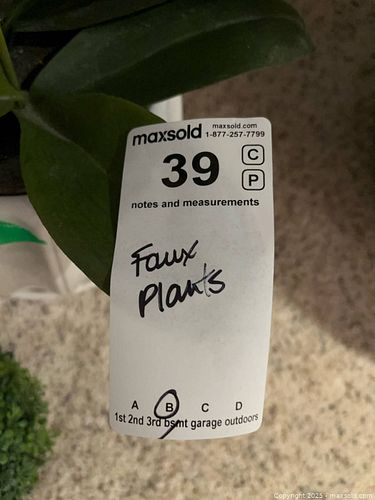 maxsold maxsold.com
1-877-257-7799
39 C
P
notes and measurements
Faux
Plants
A B C D
1st 2nd 3rd bsmt garage outdoors
Copyright 2025 - maxsold.com